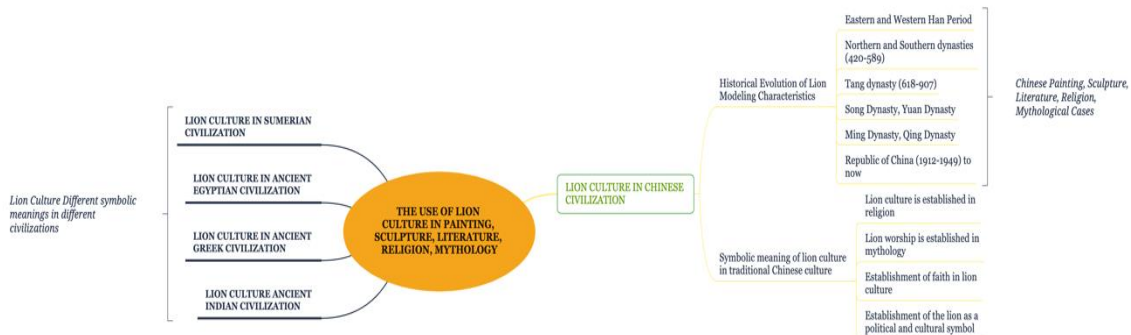 Lion Culture Different symbolic
meanings in different
civilizations
LION CULTURE IN SUMERIAN
CIVILIZATION
LION CULTURE IN ANCIENT
EGYPTIAN CIVILIZATION
LION CULTURE IN ANCIENT
GREEK CIVILIZATION
LION CULTURE ANCIENT
INDIAN CIVILIZATION
THE USE OF LION
CULTURE IN PAINTING,
SCULPTURE, LITERATURE,
RELIGION, MYTHOLOGY
LION CULTURE IN CHINESE
CIVILIZATION
Historical Evolution of Lion
Modeling Characteristics
Eastern and Western Han Period
Northern and Southern dynasties
(420-589)
Tang dynasty (618-907)
Song Dynasty, Yuan Dynasty
Ming Dynasty, Qing Dynasty
Republic of China (1912-1949) to
now
Chinese Painting, Sculpture,
Literature, Religion,
Mythological Cases
Symbolic meaning of lion culture
in traditional Chinese culture
Lion culture is established in
religion
Lion worship is established in
mythology
Establishment of faith in lion
culture
Establishment of the lion as a
political and cultural symbol